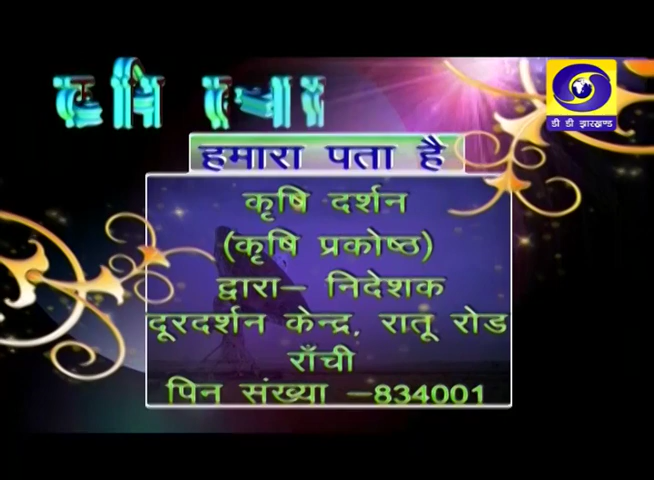 डी डी झारखण्ड
हमारा पता है
कृषि दर्शन
(कृषि प्रकोष्ठ)
द्वारा– निदेशक
दूरदर्शन केन्द्र, रातू रोड
राँची
पिन संख्या –834001